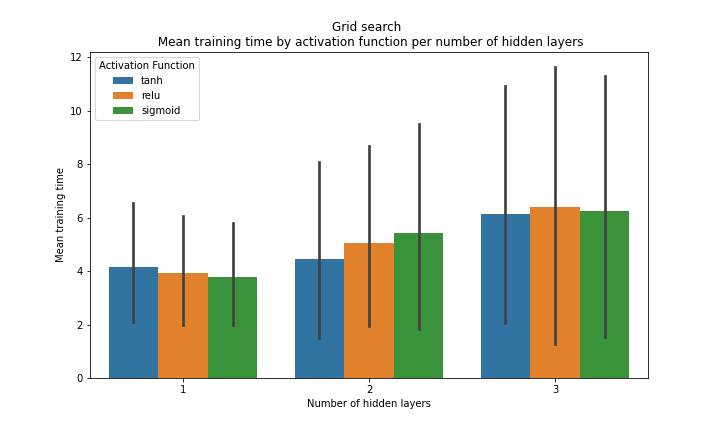 Grid search
Mean training time by activation function per number of hidden layers
Activation Function
tanh
relu
sigmoid
Mean training time
12
10
8
6
4
2
0
1
2
3
Number of hidden layers